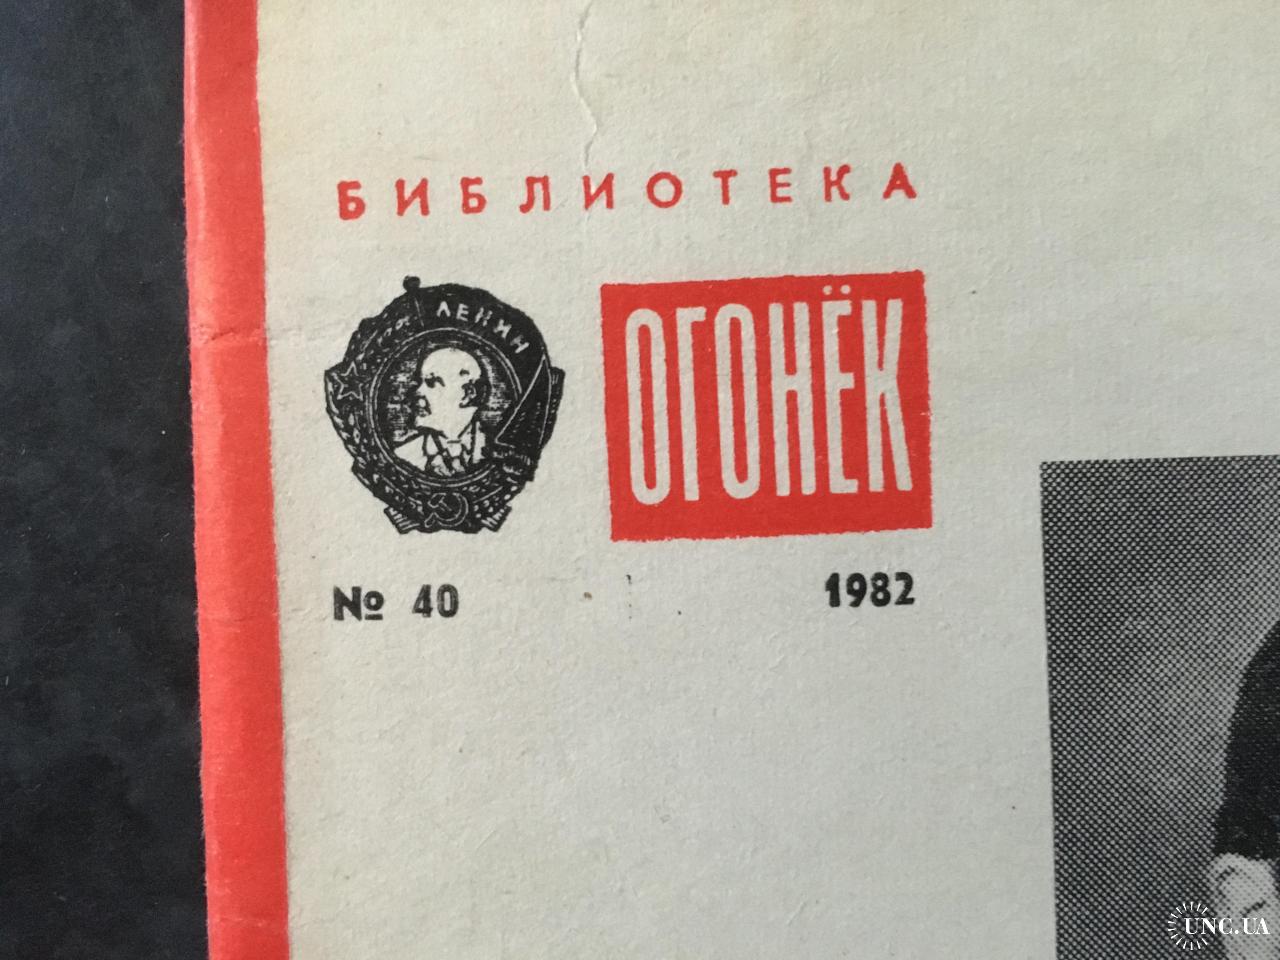 БИБЛИОТЕКА
ЛЕНИН
ОГОНЁК
№ 40
1982
UNC.UA